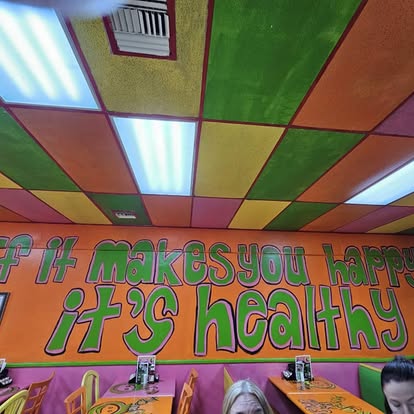 if it makes you happy
it's healthy